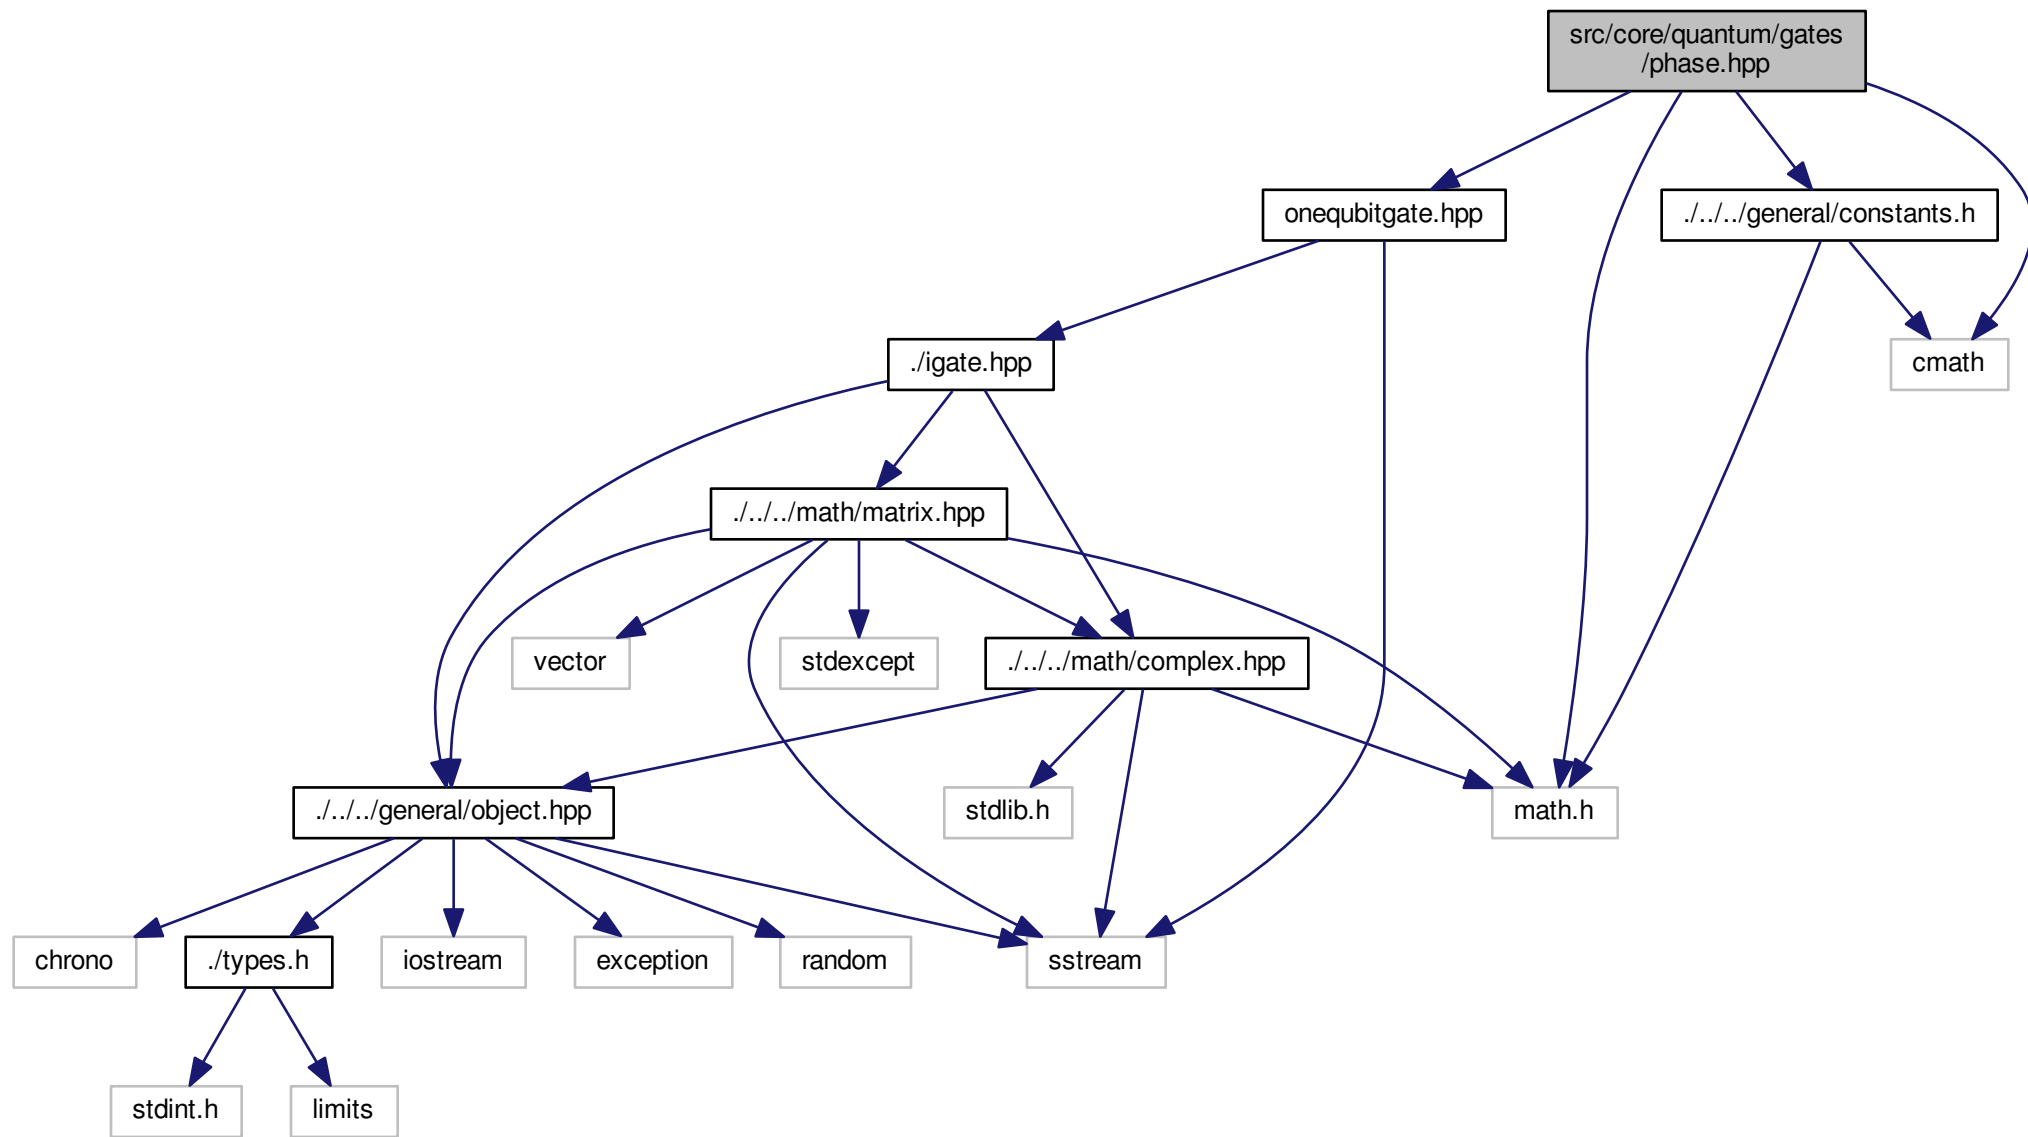 src/core/quantum/gates
/phase.hpp
onequbitgate.hpp
./../../general/constants.h
./igate.hpp
cmath
./../../math/matrix.hpp
vector
stdexcept
./../../math/complex.hpp
./../../general/object.hpp
stdlib.h
math.h
chrono
./types.h
iostream
exception
random
sstream
stdint.h
limits